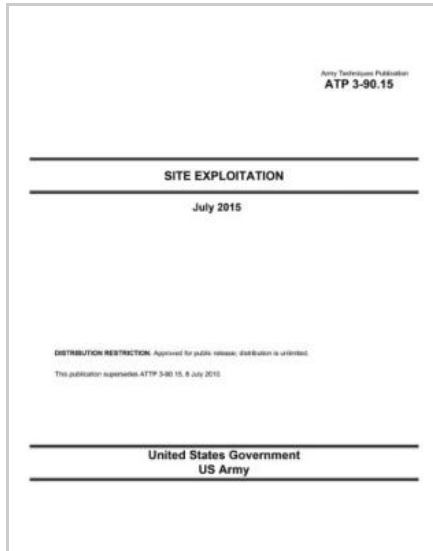 Army Techniques Publication
ATP 3-90.15
SITE EXPLOITATION
July 2015
DISTRIBUTION RESTRICTION: Approved for public release; distribution is unlimited.
This publication supersedes ATTP 3-90.15, 8 July 2010.
United States Government
US Army